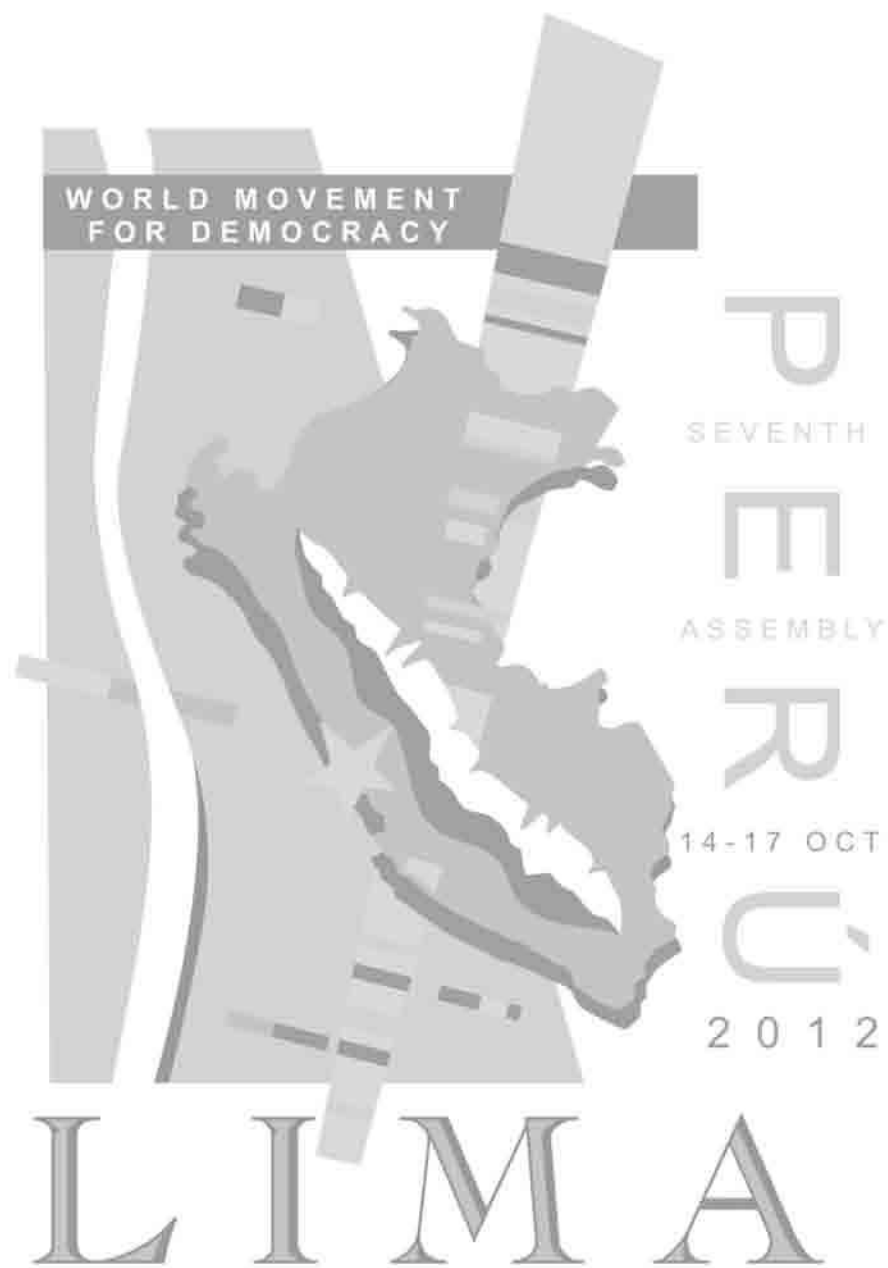 WORLD MOVEMENT
FOR DEMOCRACY
P
SEVENTH
E
ASSEMBLY
R
14-17 OCT
Ú
2012
LIMA